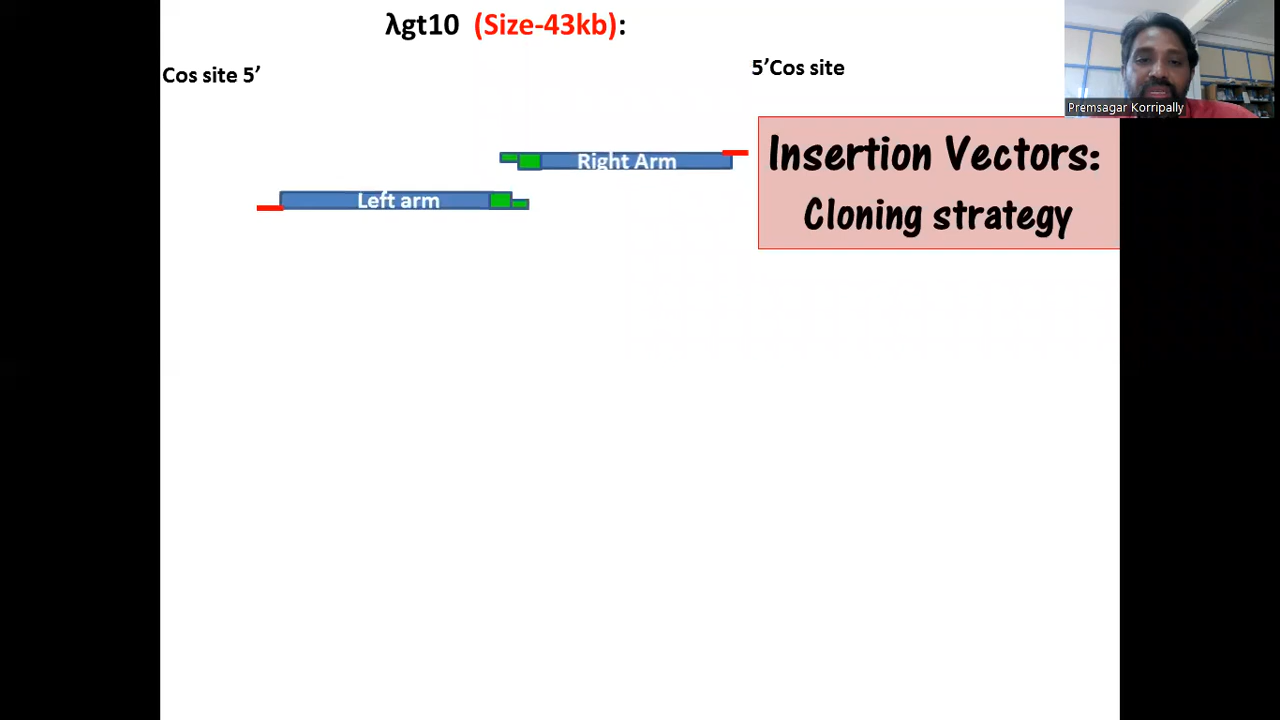 λgt10 (Size-43kb):
Cos site 5’
5’Cos site
Premsagar Korripally
Insertion Vectors:
Cloning strategy
Right Arm
Left arm